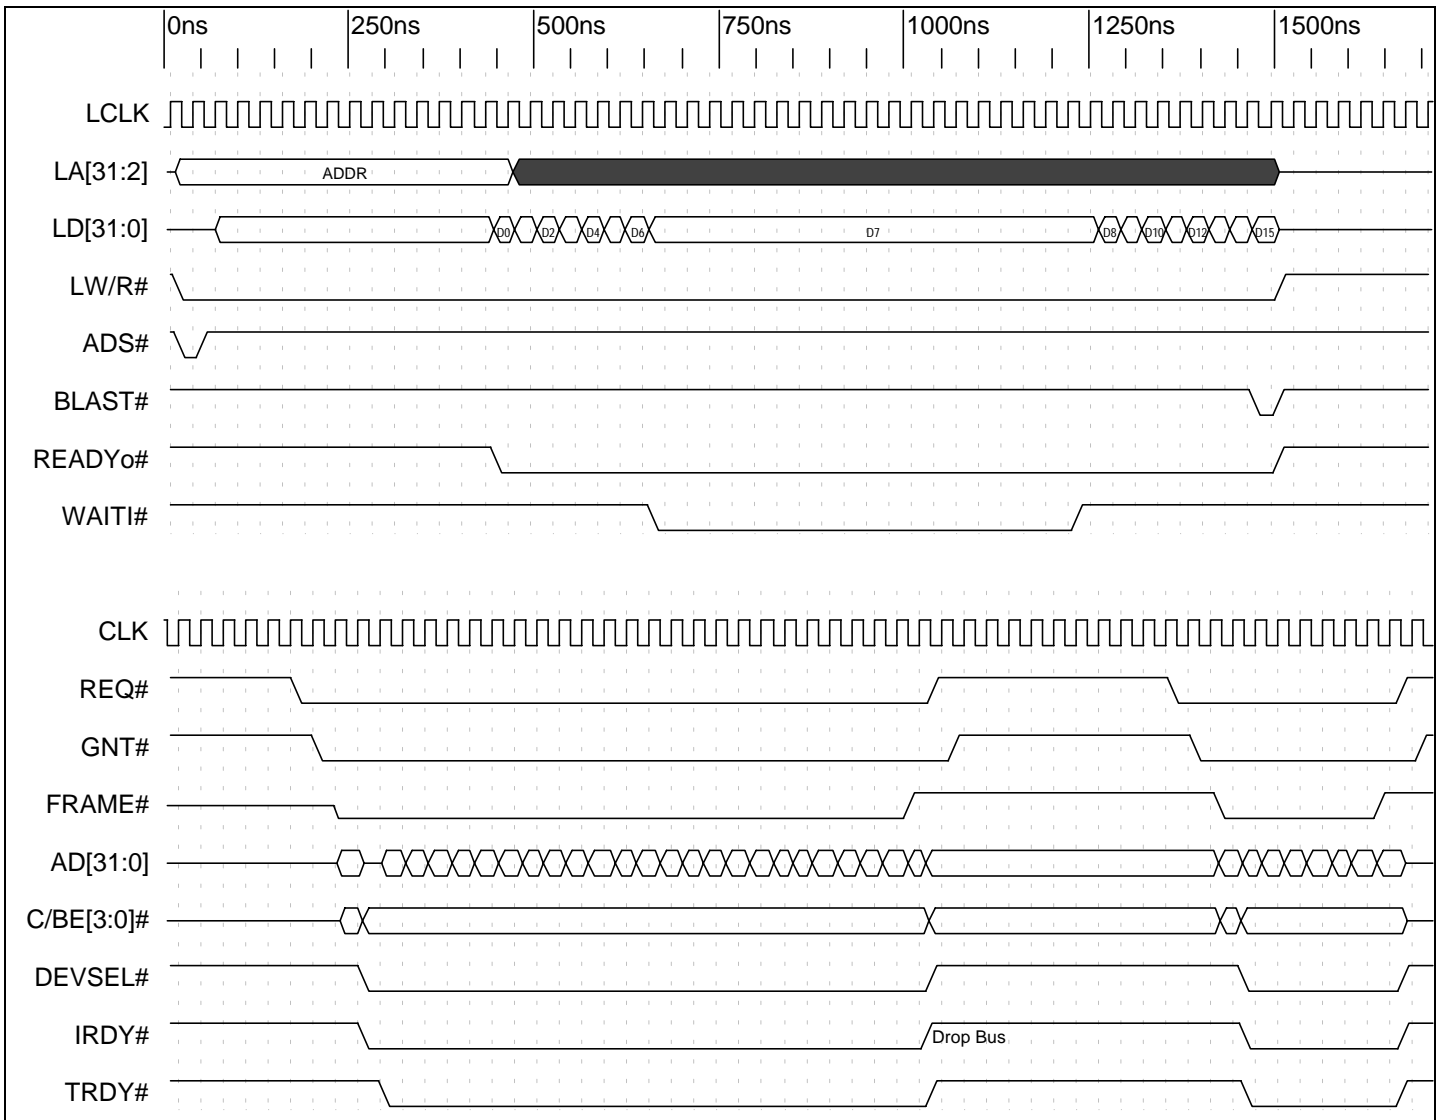 0ns 250ns 500ns 750ns 1000ns 1250ns 1500ns
LCLK
LA[31:2] ADDR
LD[31:0] D0 D2 D4 D6 D7 D8 D10 D12 D15
LW/R#
ADS#
BLAST#
READYo#
WAITI#
CLK
REQ#
GNT#
FRAME#
AD[31:0]
C/BE[3:0]#
DEVSEL#
IRDY# Drop Bus
TRDY#